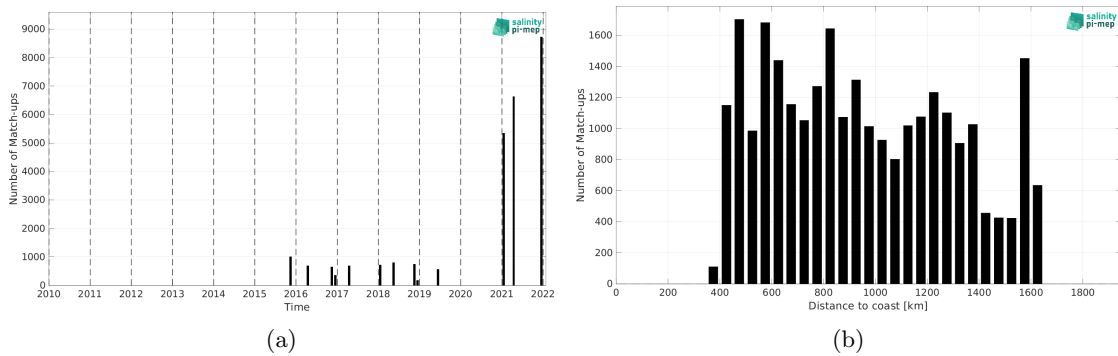 salinity
pi-mep
9000
8000
7000
6000
5000
4000
3000
2000
1000
0
Number of Match-ups
2010 2011 2012 2013 2014 2015 2016 2017 2018 2019 2020 2021 2022
Time
(a)
salinity
pi-mep
1600
1400
1200
1000
800
600
400
200
0
Number of Match-ups
0 200 400 600 800 1000 1200 1400 1600 1800
Distance to coast [km]
(b)